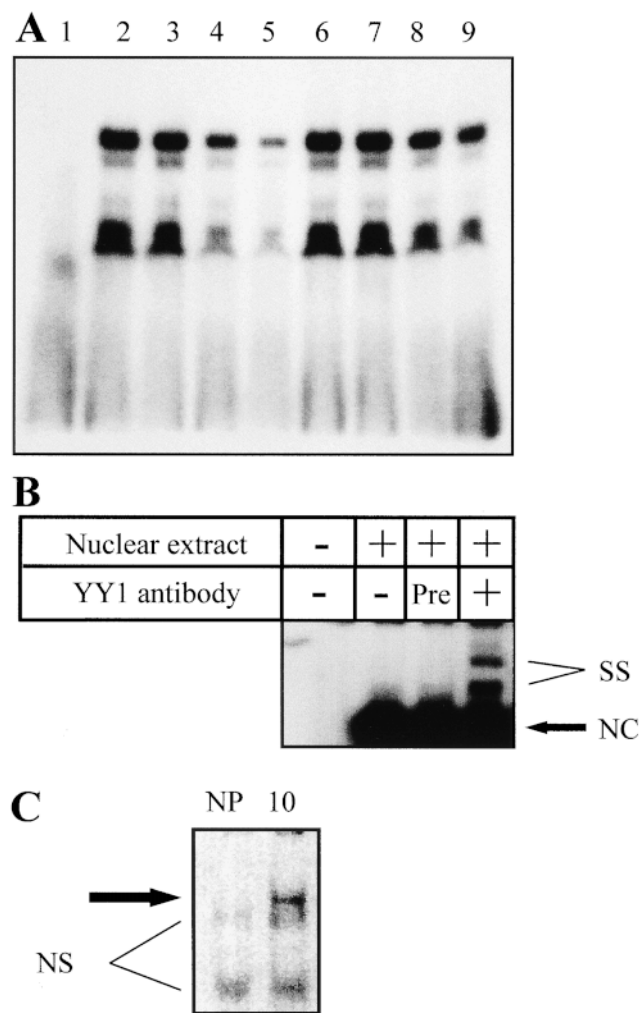 A 1 2 3 4 5 6 7 8 9
B
Nuclear extract - + + +
YY1 antibody - - Pre +
SS
NC
C NP 10
NS